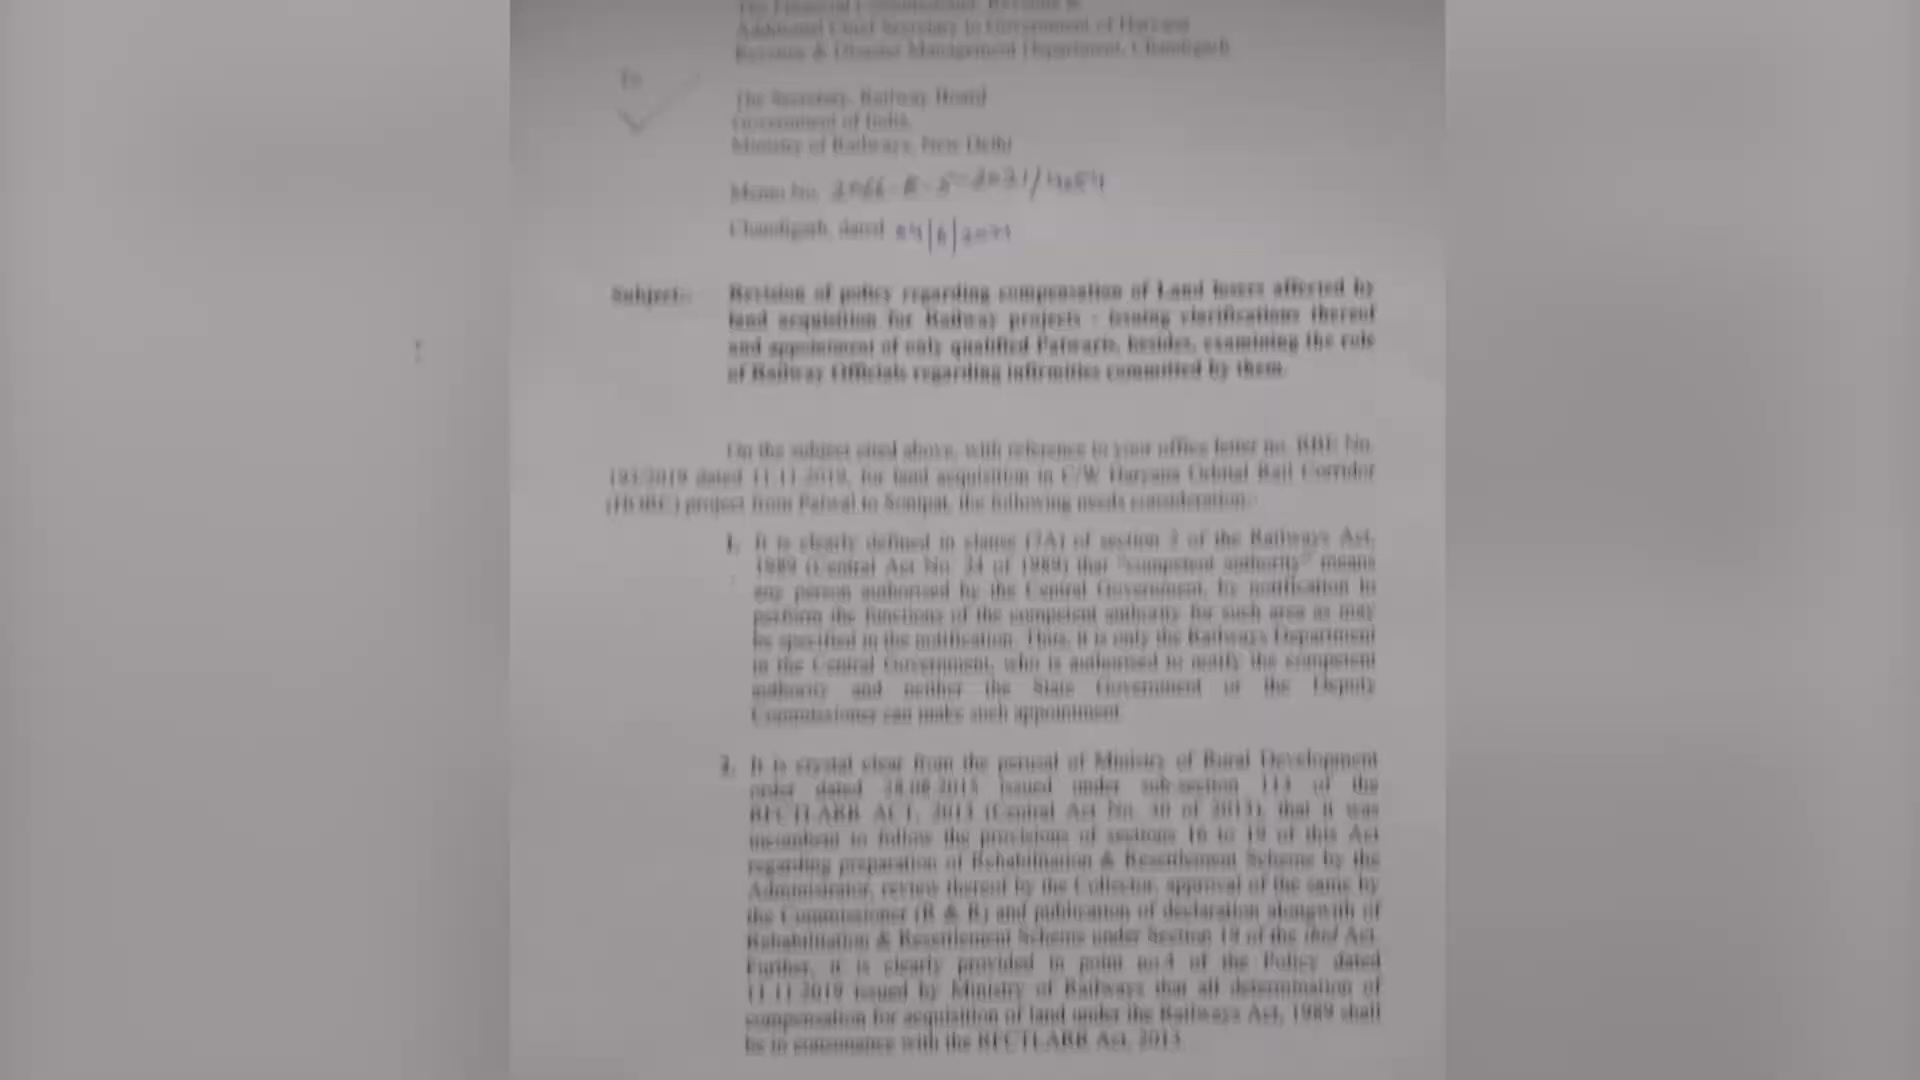 The Financial Commissioner, Revenue &
Additional Chief Secretary to Government of Haryana
Revenue & Disaster Management Department, Chandigarh
To
The Secretary, Railway Board
Government of India,
Ministry of Railways, New Delhi
Memo No.
Chandigarh, dated
Subject:- Revision of policy regarding compensation of Land losers affected by
land acquisition for Railway projects - issuing clarifications thereof
and appointment of only qualified Patwaris, besides, examining the role
of Railway Officials regarding infirmities committed by them.
On the subject cited above, with reference to your office letter no. RBE No.
193/2019 dated 11.11.2019, for land acquisition in C/W Haryana Orbital Rail Corridor
(HORC) project from Palwal to Sonipat, the following needs consideration:-
1. It is clearly defined in clause (7A) of section 2 of the Railways Act,
1989 (Central Act No. 24 of 1989) that "competent authority" means
any person authorised by the Central Government, by notification to
perform the functions of the competent authority for such area as may
be specified in the notification. Thus, it is only the Railways Department
in the Central Government, who is authorised to notify the competent
authority and neither the State Government or the Deputy
Commissioner can make such appointment.
2. It is crystal clear from the perusal of Ministry of Rural Development
order dated 28.08.2015 issued under sub-section 113 of the
RFCTLARR ACT, 2013 (Central Act No. 30 of 2013), that it was
incumbent to follow the provisions of sections 16 to 19 of this Act
regarding preparation of Rehabilitation & Resettlement Scheme by the
Administrator, review thereof by the Collector, approval of the same by
the Commissioner (R & R) and publication of declaration alongwith of
Rehabilitation & Resettlement Scheme under Section 19 of the ibid Act.
Further, it is clearly provided in point no.4 of the Policy dated
11.11.2019 issued by Ministry of Railways that all determination of
compensation for acquisition of land under the Railways Act, 1989 shall
be in consonance with the RFCTLARR Act, 2013.